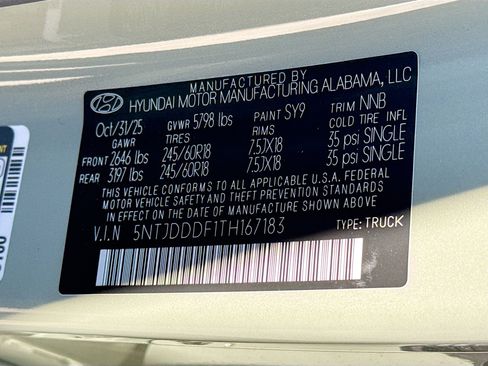 MANUFACTURED BY
HYUNDAI MOTOR MANUFACTURING ALABAMA, LLC
Oct/31/25 GVWR 5798 lbs PAINT SY9 TRIM NNB
GAWR TIRES RIMS COLD TIRE INFL
FRONT 2646 lbs 245/60R18 7.5JX18 35 psi SINGLE
REAR 3197 lbs 245/60R18 7.5JX18 35 psi SINGLE
THIS VEHICLE CONFORMS TO ALL APPLICABLE U.S.A. FEDERAL
MOTOR VEHICLE SAFETY AND THEFT PREVENTION STANDARDS
IN EFFECT ON THE DATE OF MANUFACTURE SHOWN ABOVE
V.I.N 5NTJDDDF1TH167183 TYPE: TRUCK